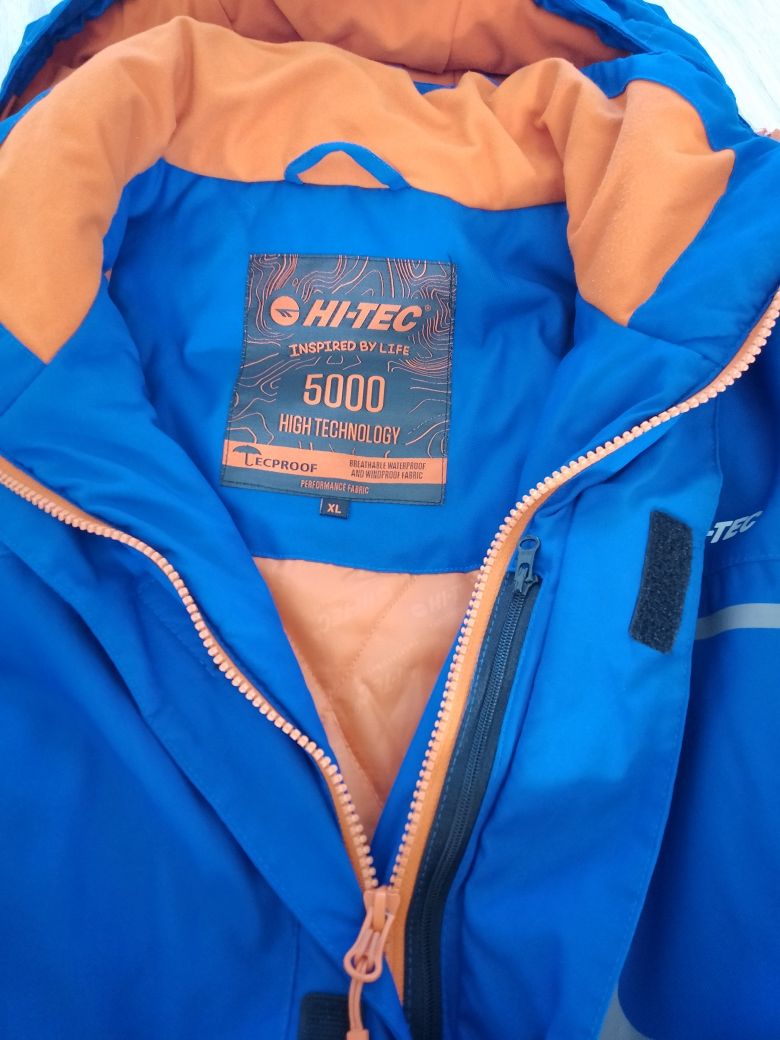 HI-TEC®
INSPIRED BY LIFE
5000
HIGH TECHNOLOGY
TECPROOF
BREATHABLE WATERPROOF
AND WINDPROOF FABRIC
PERFORMANCE FABRIC
XL
-TEC
HI-TEC